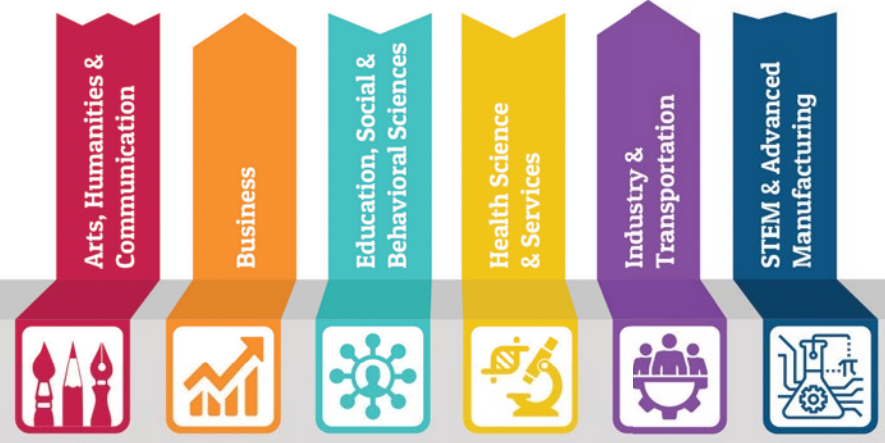 Arts, Humanities &
Communication
Business
Education, Social &
Behavioral Sciences
Health Science
& Services
Industry &
Transportation
STEM & Advanced
Manufacturing
π